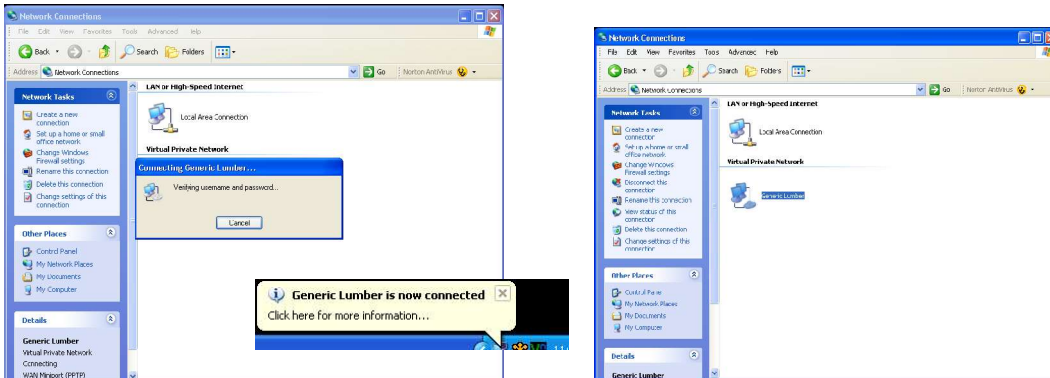 Network Connections
File Edit View Favorites Tools Advanced Help
Back Search Folders
Address Network Connections Go Norton AntiVirus
Network Tasks
Create a new
connection
Set up a home or small
office network
Change Windows
Firewall settings
Rename this connection
Delete this connection
Change settings of this
connection
Other Places
Control Panel
My Network Places
My Documents
My Computer
Details
Generic Lumber
Virtual Private Network
Connecting
WAN Miniport (PPTP)
LAN or High-Speed Internet
Local Area Connection
Virtual Private Network
Connecting Generic Lumber...
Verifying username and password...
Cancel
Generic Lumber is now connected
Click here for more information...
Network Connections
File Edit View Favorites Tools Advanced Help
Back Search Folders
Address Network Connections Go Norton AntiVirus
Network Tasks
Create a new
connection
Set up a home or small
office network
Change Windows
Firewall settings
Disconnect this
connection
Rename this connection
View status of this
connection
Delete this connection
Change settings of this
connection
Other Places
Control Panel
My Network Places
My Documents
My Computer
Details
Generic Lumber
LAN or High-Speed Internet
Local Area Connection
Virtual Private Network
Generic Lumber